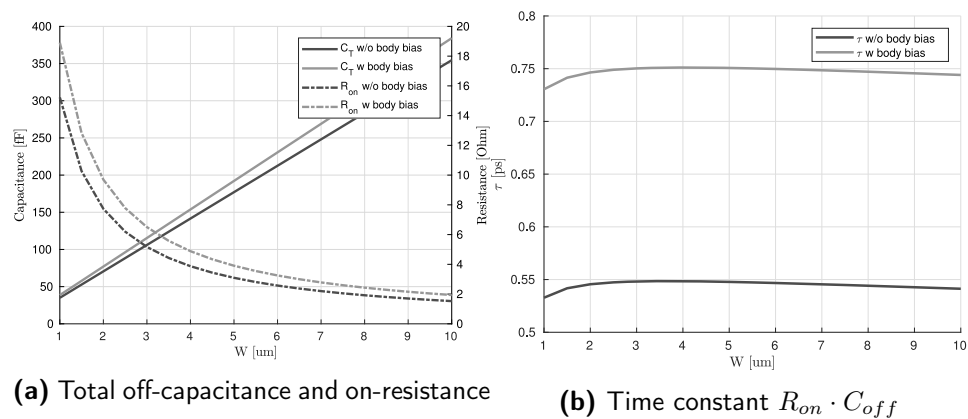 400
350
300
250
200
150
100
50
0
Capacitance [fF]
C_T w/o body bias
C_T w body bias
R_on w/o body bias
R_on w body bias
20
18
16
14
12
10
8
6
4
2
0
Resistance [Ohm]
1 2 3 4 5 6 7 8 9 10
W [um]
(a) Total off-capacitance and on-resistance
0.8
0.75
0.7
0.65
0.6
0.55
0.5
τ [ps]
τ w/o body bias
τ w body bias
1 2 3 4 5 6 7 8 9 10
W [um]
(b) Time constant R_on · C_off